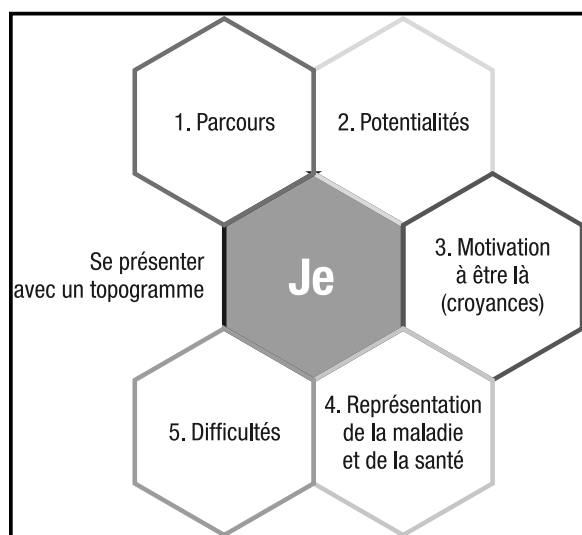 1. Parcours
2. Potentialités
Se présenter
avec un topogramme
Je
3. Motivation
à être là
(croyances)
5. Difficultés
4. Représentation
de la maladie
et de la santé